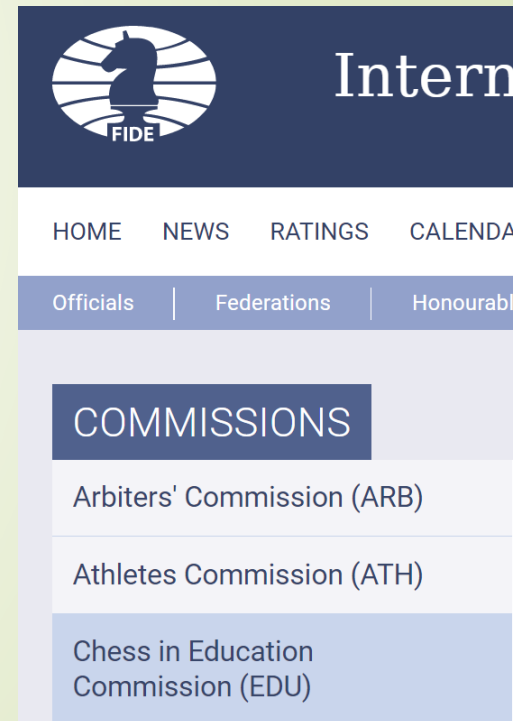 FIDE
Intern
HOME NEWS RATINGS CALENDA
Officials Federations Honourabl
COMMISSIONS
Arbiters' Commission (ARB)
Athletes Commission (ATH)
Chess in Education
Commission (EDU)